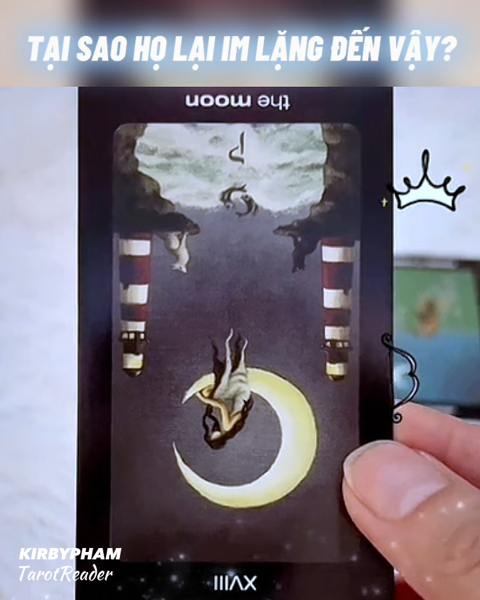 TẠI SAO HỌ LẠI IM LẶNG ĐẾN VẬY?
the moon
XVIII
KIRBYPHAM
TarotReader